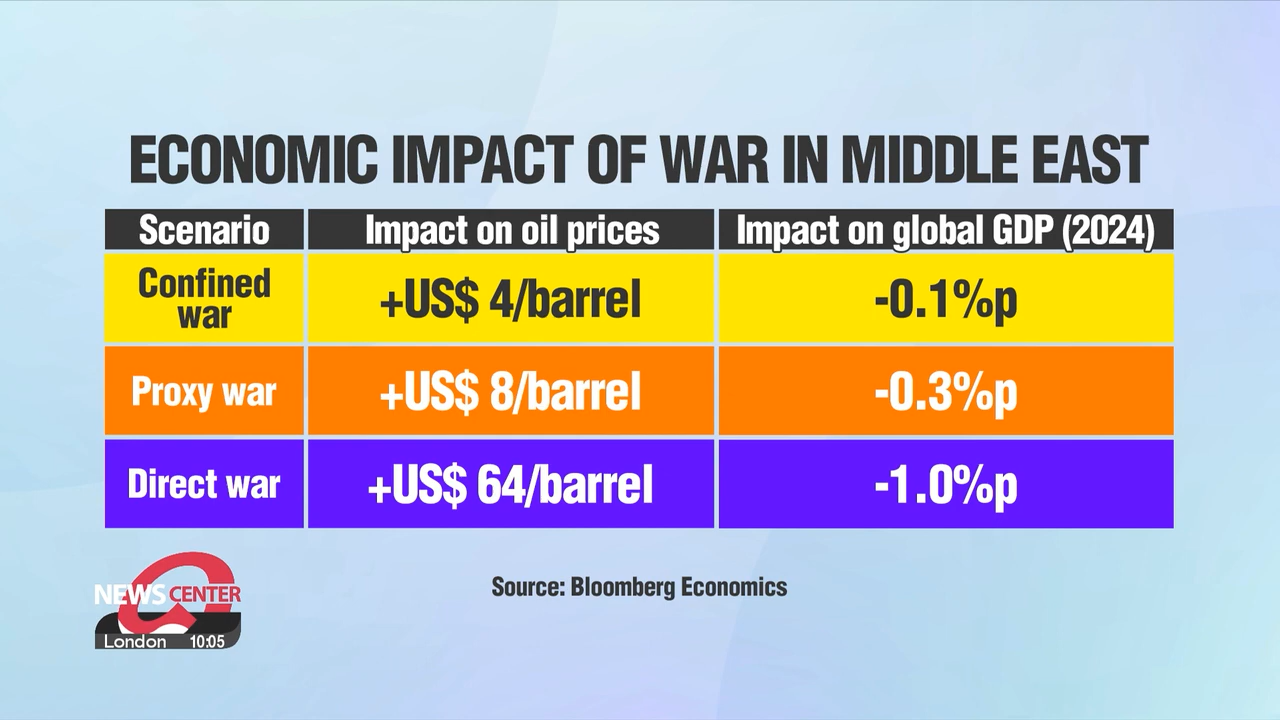 ECONOMIC IMPACT OF WAR IN MIDDLE EAST
Scenario Impact on oil prices Impact on global GDP (2024)
Confined
war
+US$ 4/barrel -0.1%p
Proxy war +US$ 8/barrel -0.3%p
Direct war +US$ 64/barrel -1.0%p
Source: Bloomberg Economics
NEWS CENTER
London 10:05